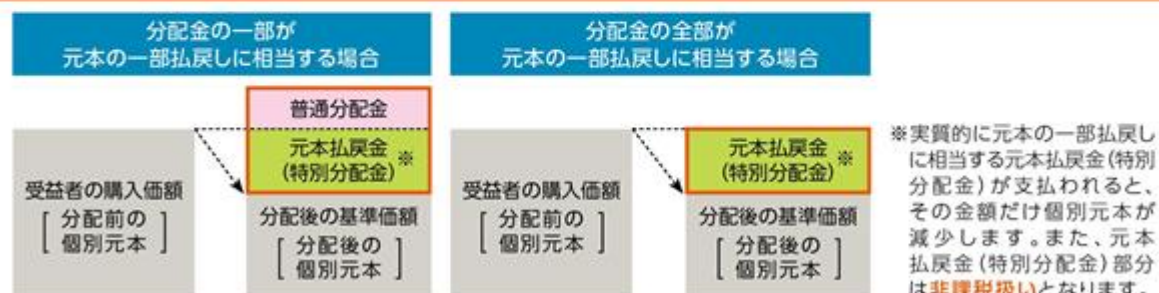 分配金の一部が
元本の一部払戻しに相当する場合
普通分配金
元本払戻金
(特別分配金)※
受益者の購入価額
[ 分配前の
個別元本 ]
分配後の基準価額
[ 分配後の
個別元本 ]
分配金の全部が
元本の一部払戻しに相当する場合
元本払戻金
(特別分配金)※
受益者の購入価額
[ 分配前の
個別元本 ]
分配後の基準価額
[ 分配後の
個別元本 ]
※実質的に元本の一部払戻し
に相当する元本払戻金(特別
分配金)が支払われると、
その金額だけ個別元本が
減少します。また、元本
払戻金(特別分配金)部分
は非課税扱いとなります。